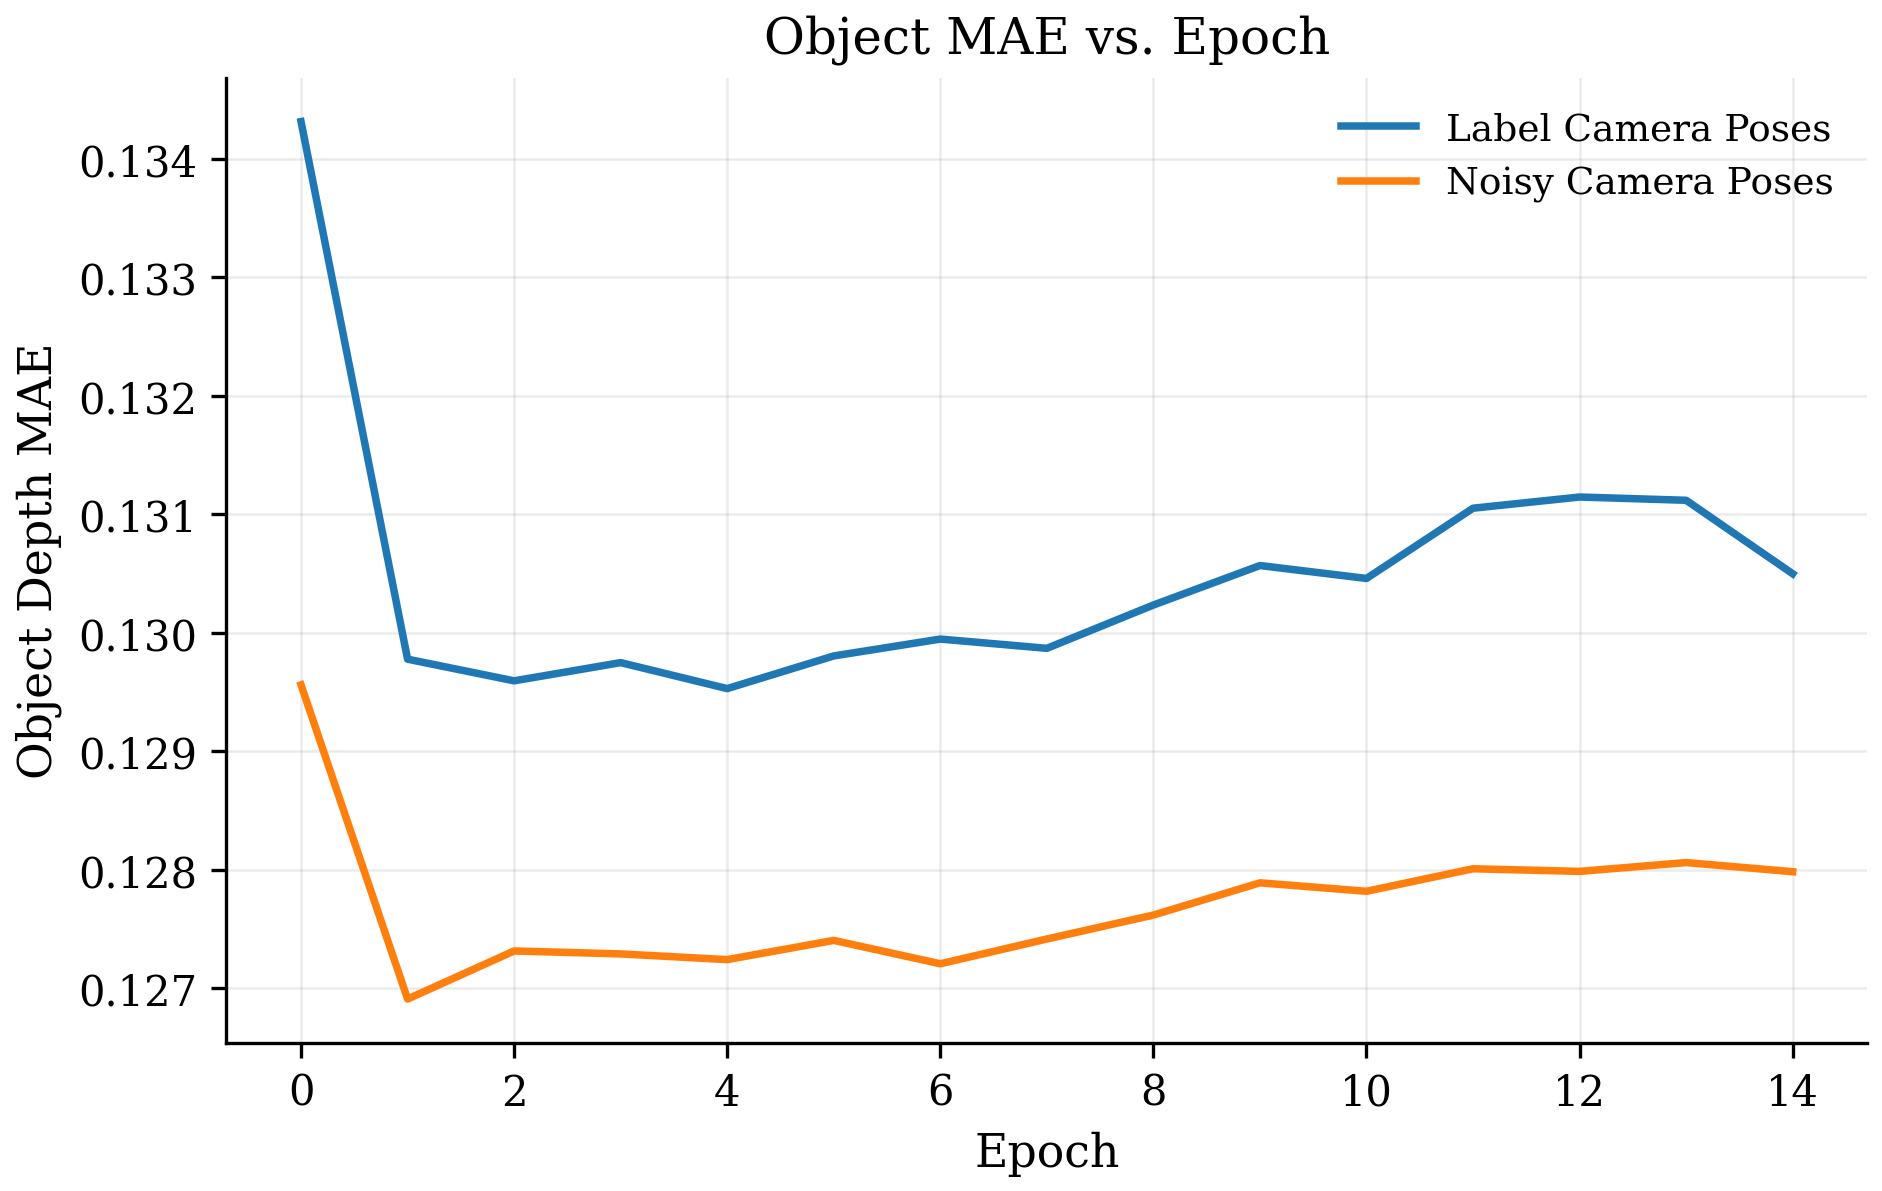 Object MAE vs. Epoch
Label Camera Poses
Noisy Camera Poses
Object Depth MAE
0.134
0.133
0.132
0.131
0.130
0.129
0.128
0.127
0 2 4 6 8 10 12 14
Epoch